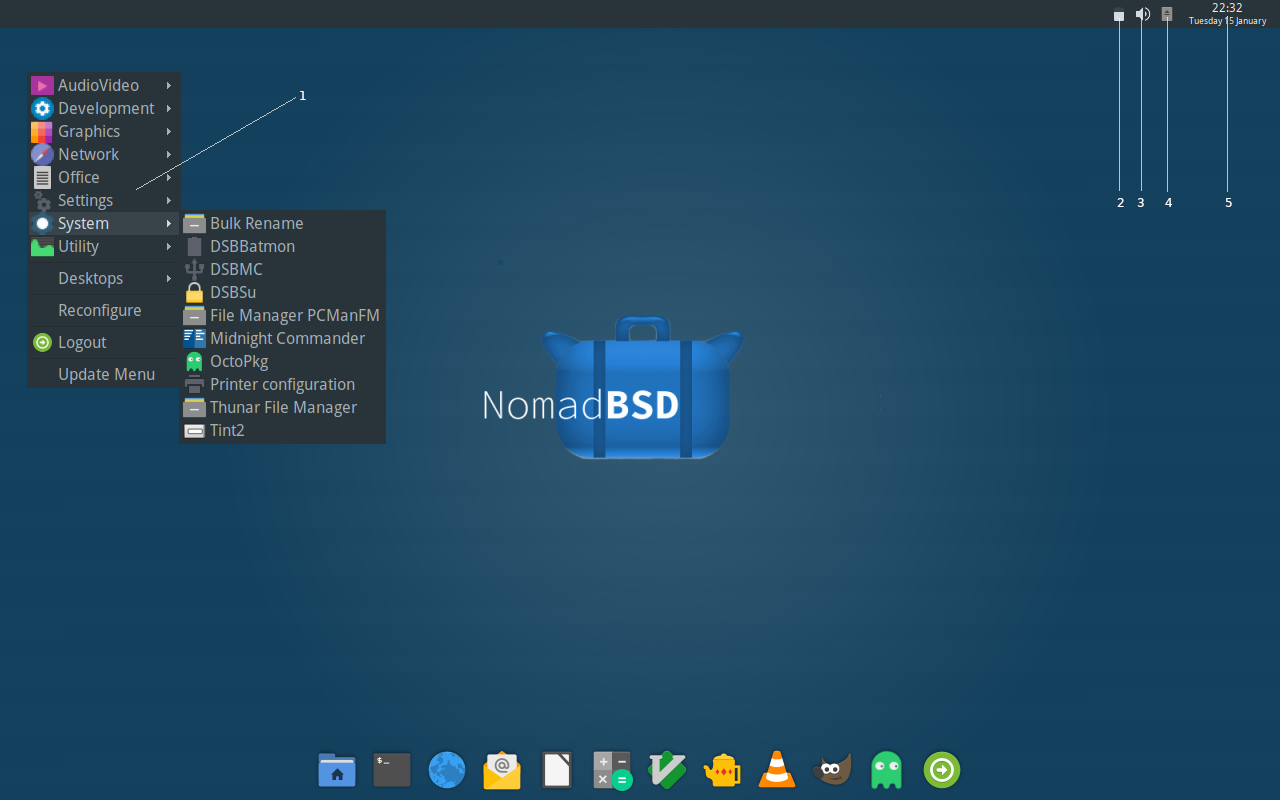 22:32
Tuesday 15 January
AudioVideo
1
Development
Graphics
Network
Office
Settings
2 3 4 5
System
Bulk Rename
Utility
DSBBatmon
DSBMC
Desktops
DSBSu
Reconfigure
File Manager PCManFM
Midnight Commander
Logout
OctoPkg
Update Menu
Printer configuration
Thunar File Manager
Tint2
NomadBSD
$_
@